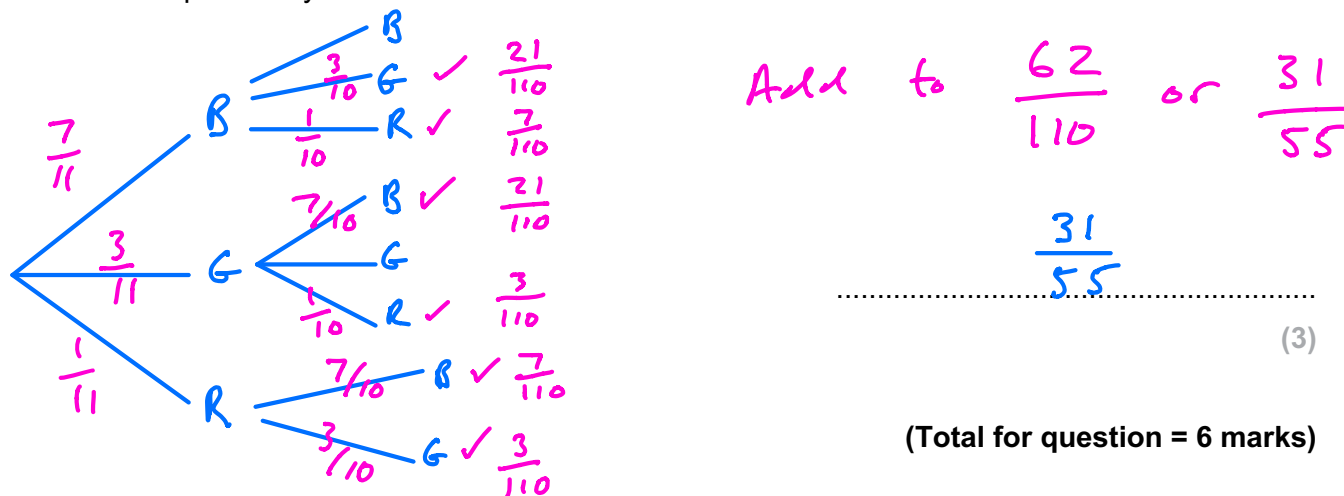 B
3/10 G ✓ 21/110
7/11 B 1/10 R ✓ 7/110
7/10 B ✓ 21/110
3/11 G G
1/10 R ✓ 3/110
1/11 R 7/10 B ✓ 7/110
3/10 G ✓ 3/110
Add to 62/110 or 31/55
31/55
(3)
(Total for question = 6 marks)